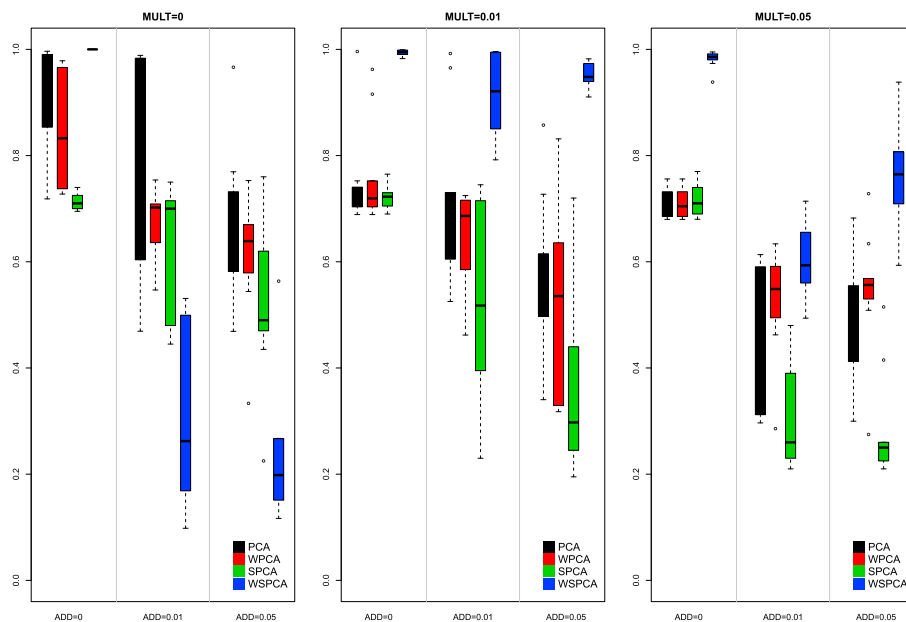 MULT=0
1.0
0.8
0.6
0.4
0.2
0.0
PCA
WPCA
SPCA
WSPCA
ADD=0
ADD=0.01
ADD=0.05
MULT=0.01
1.0
0.8
0.6
0.4
0.2
0.0
PCA
WPCA
SPCA
WSPCA
ADD=0
ADD=0.01
ADD=0.05
MULT=0.05
1.0
0.8
0.6
0.4
0.2
0.0
PCA
WPCA
SPCA
WSPCA
ADD=0
ADD=0.01
ADD=0.05